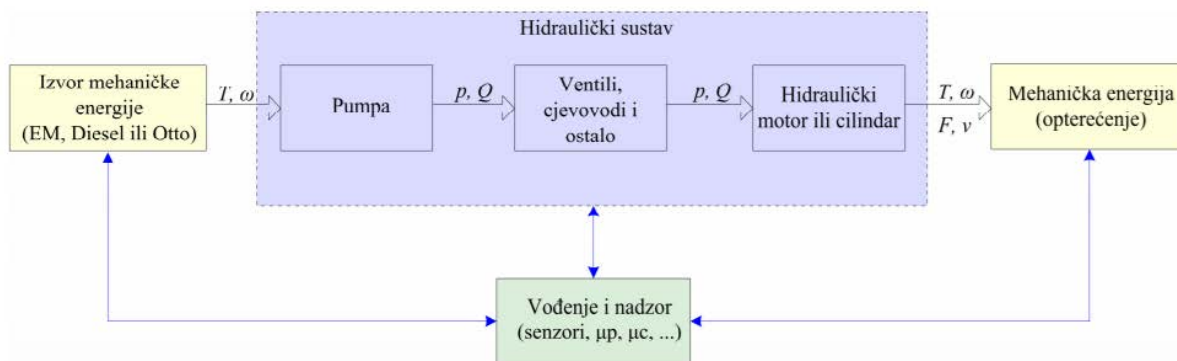 Hidraulički sustav
Izvor mehaničke
energije
(EM, Diesel ili Otto)
T, ω
Pumpa
p, Q
Ventili,
cjevovodi i
ostalo
p, Q
Hidraulički
motor ili cilindar
T, ω
F, v
Mehanička energija
(opterećenje)
Vođenje i nadzor
(senzori, μp, μc, ...)